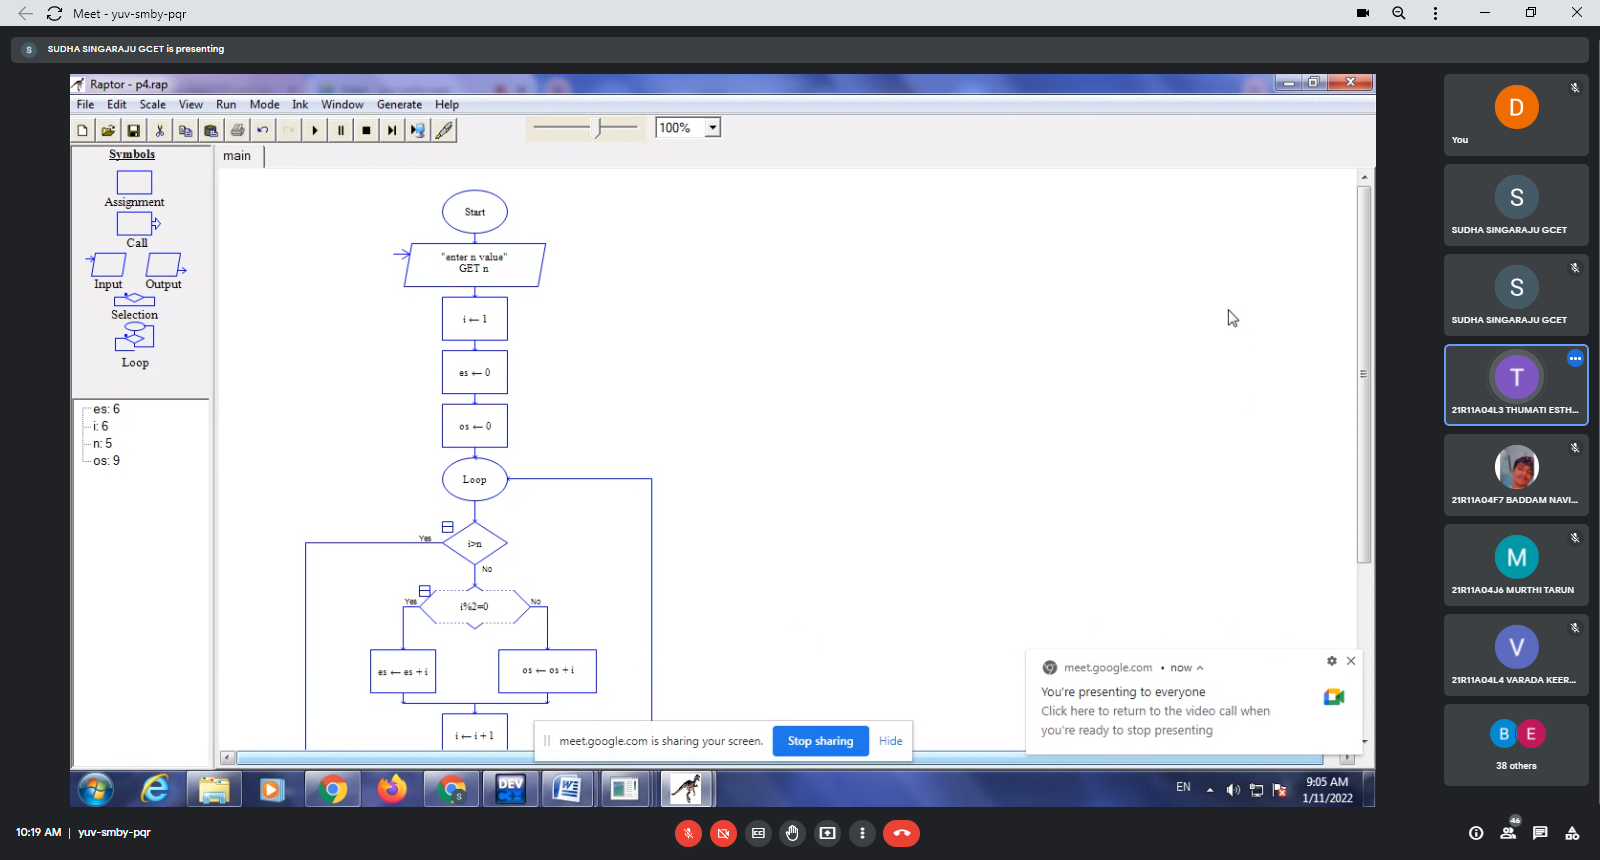 Meet - yuv-smby-pqr
S SUDHA SINGARAJU GCET is presenting
Raptor - p4.rap
File Edit Scale View Run Mode Ink Window Generate Help
100%
Symbols
main
Assignment
Call
Input Output
Selection
Loop
es: 6
i: 6
n: 5
os: 9
Start
"enter n value"
GET n
i ← 1
es ← 0
os ← 0
Loop
Yes
i>n
No
Yes
i%2=0
No
es ← es + i
os ← os + i
i ← i + 1
meet.google.com • now
You're presenting to everyone
Click here to return to the video call when
you're ready to stop presenting
meet.google.com is sharing your screen.
Stop sharing
Hide
S
DEV
C++
W
EN
9:05 AM
1/11/2022
D
You
S
SUDHA SINGARAJU GCET
S
SUDHA SINGARAJU GCET
T
21R11A04L3 THUMATI ESTH...
21R11A04F7 BADDAM NAVI...
M
21R11A04J6 MURTHI TARUN
V
21R11A04L4 VARADA KEER...
B E
38 others
10:19 AM | yuv-smby-pqr
46